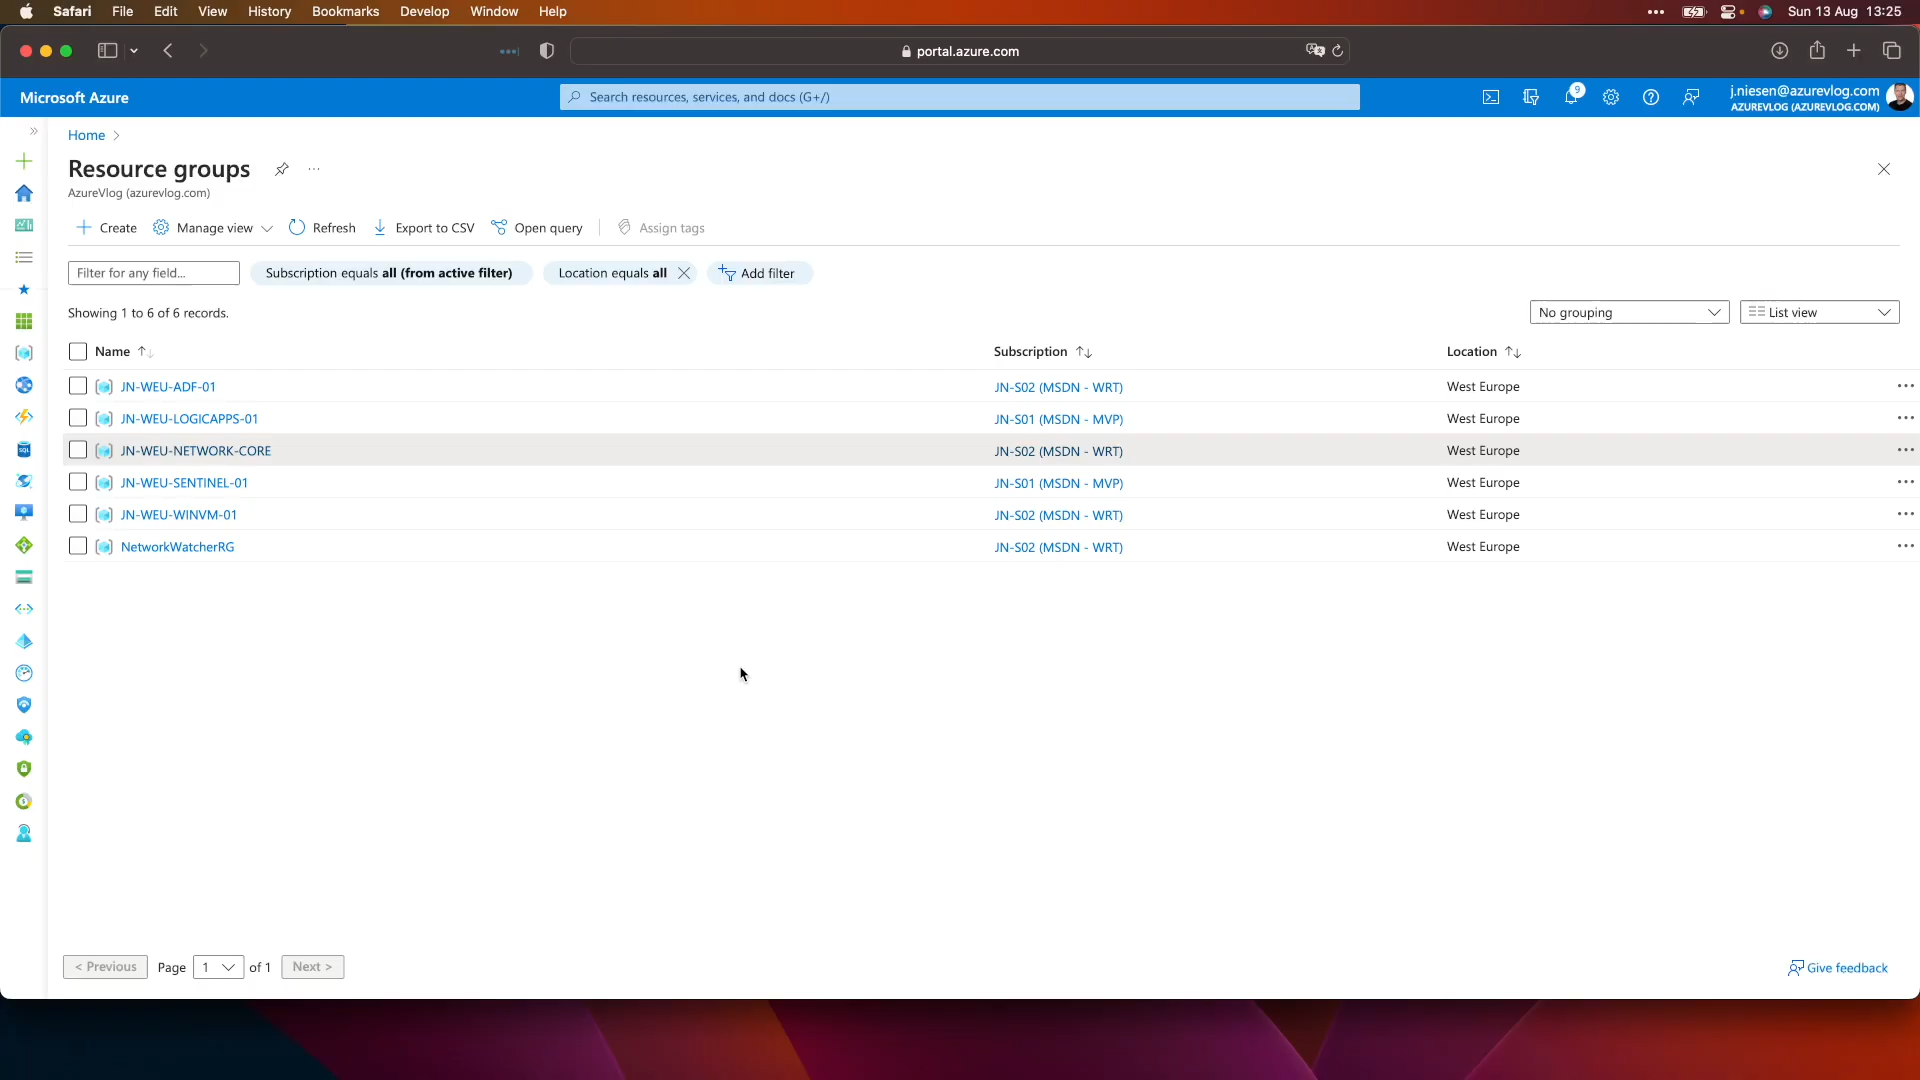 Safari File Edit View History Bookmarks Develop Window Help Sun 13 Aug 13:25
portal.azure.com
Microsoft Azure
Search resources, services, and docs (G+/)
9
j.niesen@azurevlog.com
AZUREVLOG (AZUREVLOG.COM)
Home
Resource groups
AzureVlog (azurevlog.com)
Create Manage view Refresh Export to CSV Open query Assign tags
Filter for any field... Subscription equals all (from active filter) Location equals all Add filter
Showing 1 to 6 of 6 records. No grouping List view
Name Subscription Location
JN-WEU-ADF-01 JN-S02 (MSDN - WRT) West Europe
JN-WEU-LOGICAPPS-01 JN-S01 (MSDN - MVP) West Europe
JN-WEU-NETWORK-CORE JN-S02 (MSDN - WRT) West Europe
JN-WEU-SENTINEL-01 JN-S01 (MSDN - MVP) West Europe
JN-WEU-WINVM-01 JN-S02 (MSDN - WRT) West Europe
NetworkWatcherRG JN-S02 (MSDN - WRT) West Europe
< Previous Page 1 of 1 Next > Give feedback